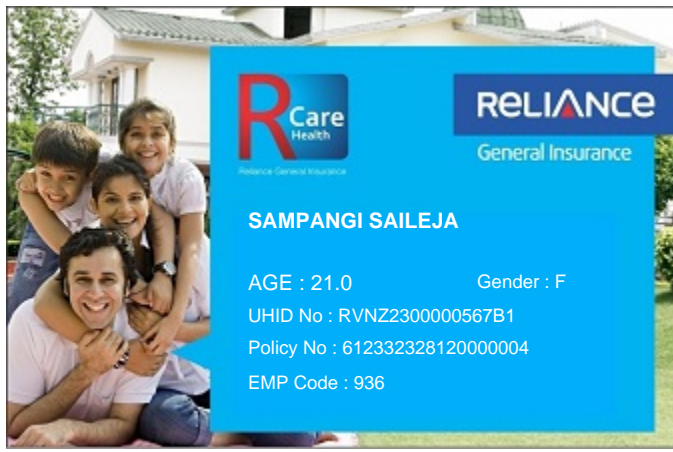 R Care
Health
Reliance General Insurance
RELIANCE
General Insurance
SAMPANGI SAILEJA
AGE : 21.0 Gender : F
UHID No : RVNZ2300000567B1
Policy No : 612332328120000004
EMP Code : 936